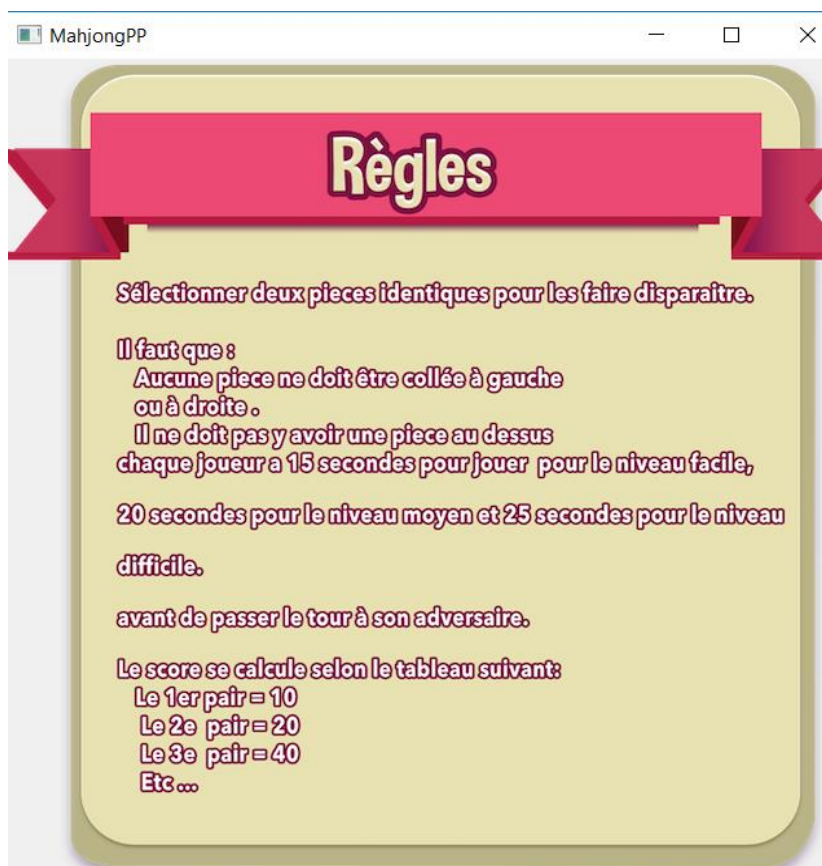 MahjongPP
Règles
Sélectionner deux pieces identiques pour les faire disparaitre.
Il faut que :
Aucune piece ne doit être collée à gauche
ou à droite .
Il ne doit pas y avoir une piece au dessus
chaque joueur a 15 secondes pour jouer pour le niveau facile,
20 secondes pour le niveau moyen et 25 secondes pour le niveau
difficile.
avant de passer le tour à son adversaire.
Le score se calcule selon le tableau suivant:
Le 1er pair = 10
Le 2e pair = 20
Le 3e pair = 40
Etc ...